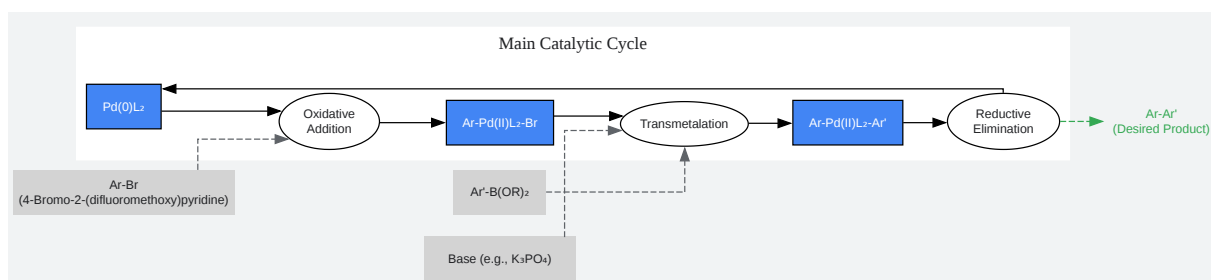 Main Catalytic Cycle
Pd(0)L₂
Oxidative
Addition
Ar-Pd(II)L₂-Br
Transmetalation
Ar-Pd(II)L₂-Ar'
Reductive
Elimination
Ar-Ar'
(Desired Product)
Ar-Br
(4-Bromo-2-(difluoromethoxy)pyridine)
Ar'-B(OR)₂
Base (e.g., K₃PO₄)